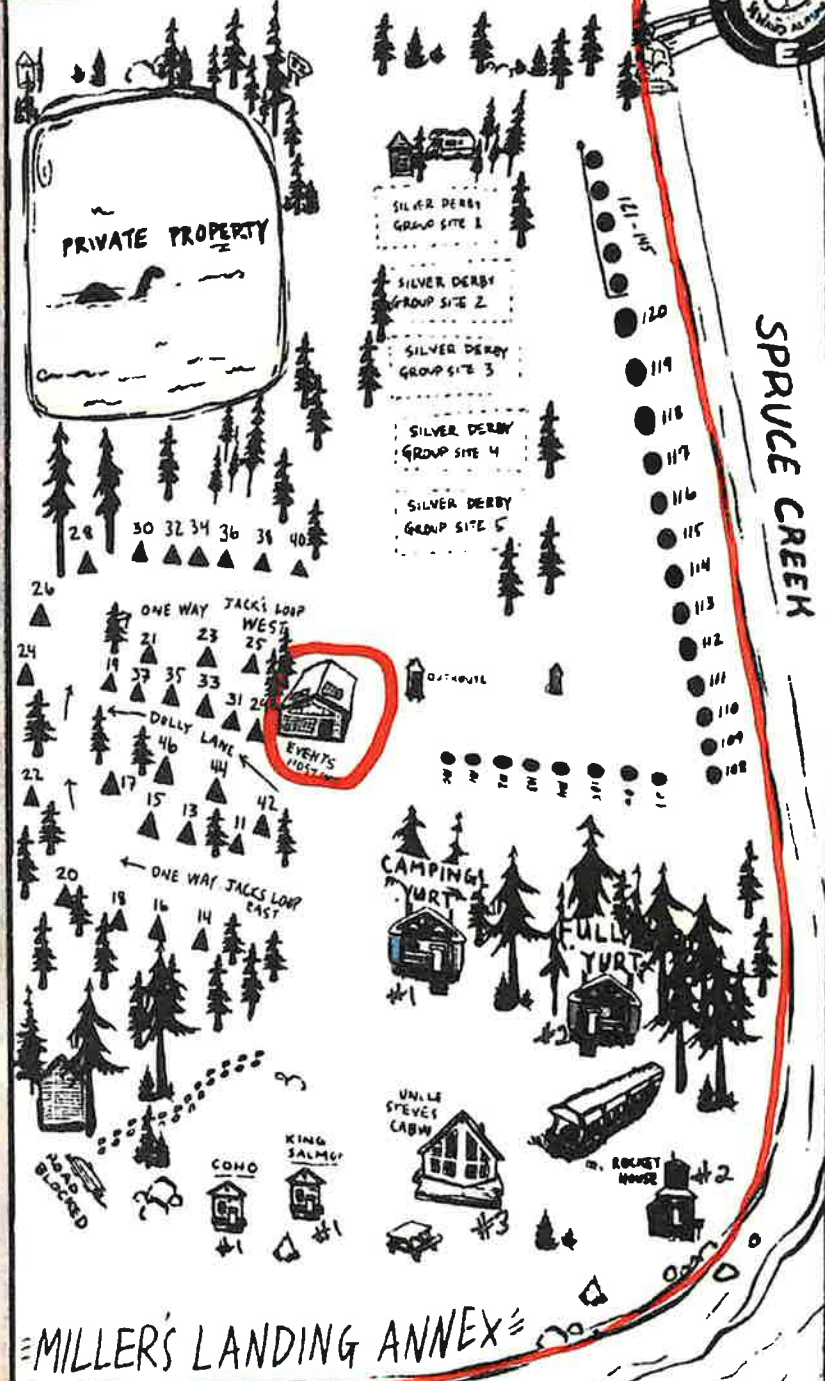 SEWARD ALASKA
PRIVATE PROPERTY
SILVER DERBY
GROUP SITE 1
SILVER DERBY
GROUP SITE 2
SILVER DERBY
GROUP SITE 3
SILVER DERBY
GROUP SITE 4
SILVER DERBY
GROUP SITE 5
121-145
120
119
118
117
116
115
114
113
112
111
110
109
108
SPRUCE CREEK
28
30
32
34
36
38
40
26
24
22
20
ONE WAY JACK'S LOOP
WEST
21
23
25
19
37
35
33
31
DOLLY LANE
46
44
42
17
15
13
11
ONE WAY JACKS LOOP
EAST
18
16
14
EVENTS
OUTHOUSE
105
CAMPING
YURT
#1
FULL
YURT
#2
UNCLE
STEVES
CABIN
#3
ROCKET
HOUSE
#2
ROAD
BLOCKED
COHO
#1
KING
SALMON
#1
MILLER'S LANDING ANNEX